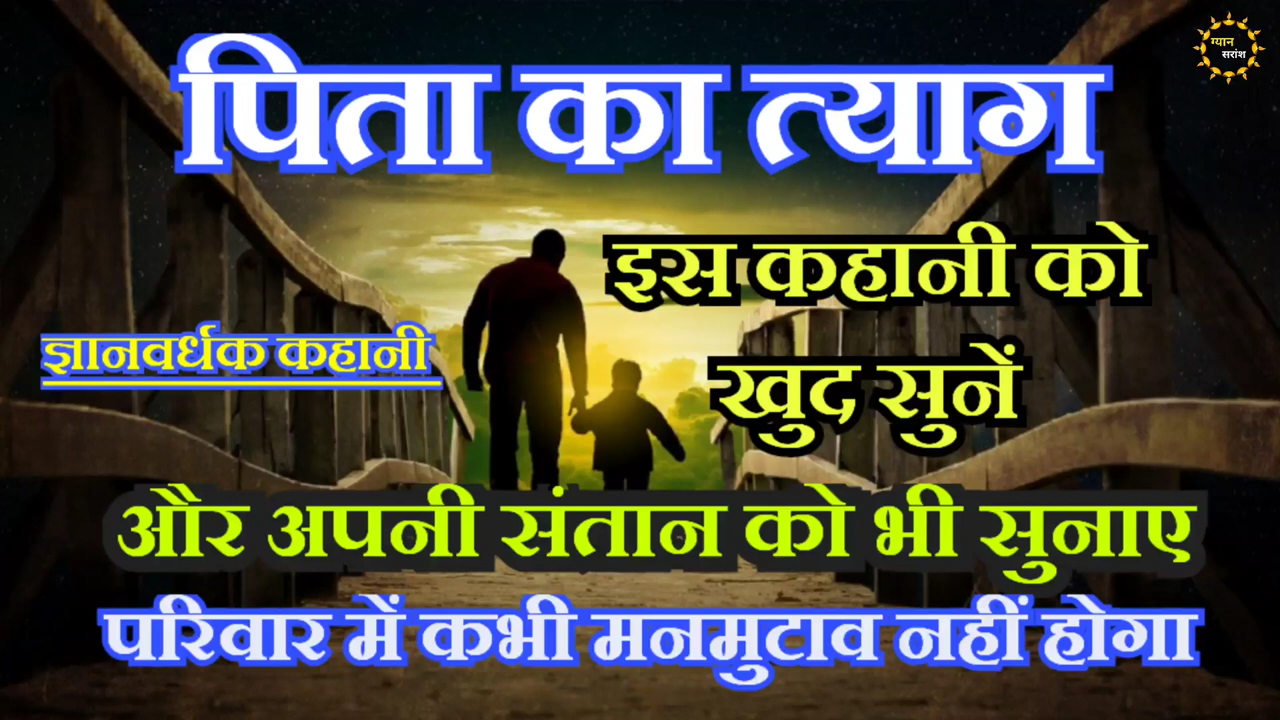 ग्यान
सरांश
पिता का त्याग
इस कहानी को
ज्ञानवर्धक कहानी
खुद सुनें
और अपनी संतान को भी सुनाए
परिवार में कभी मनमुटाव नहीं होगा